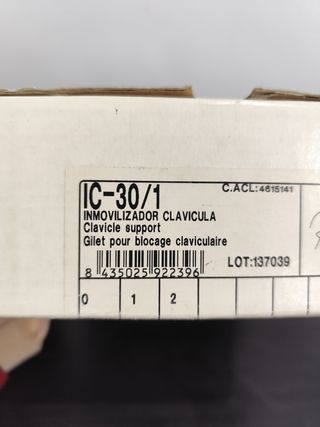 IC-30/1
C.ACL:4615141
INMOVILIZADOR CLAVICULA
Clavicle support
Gilet pour blocage claviculaire
8 435025 922396
LOT:137039
0 1 2